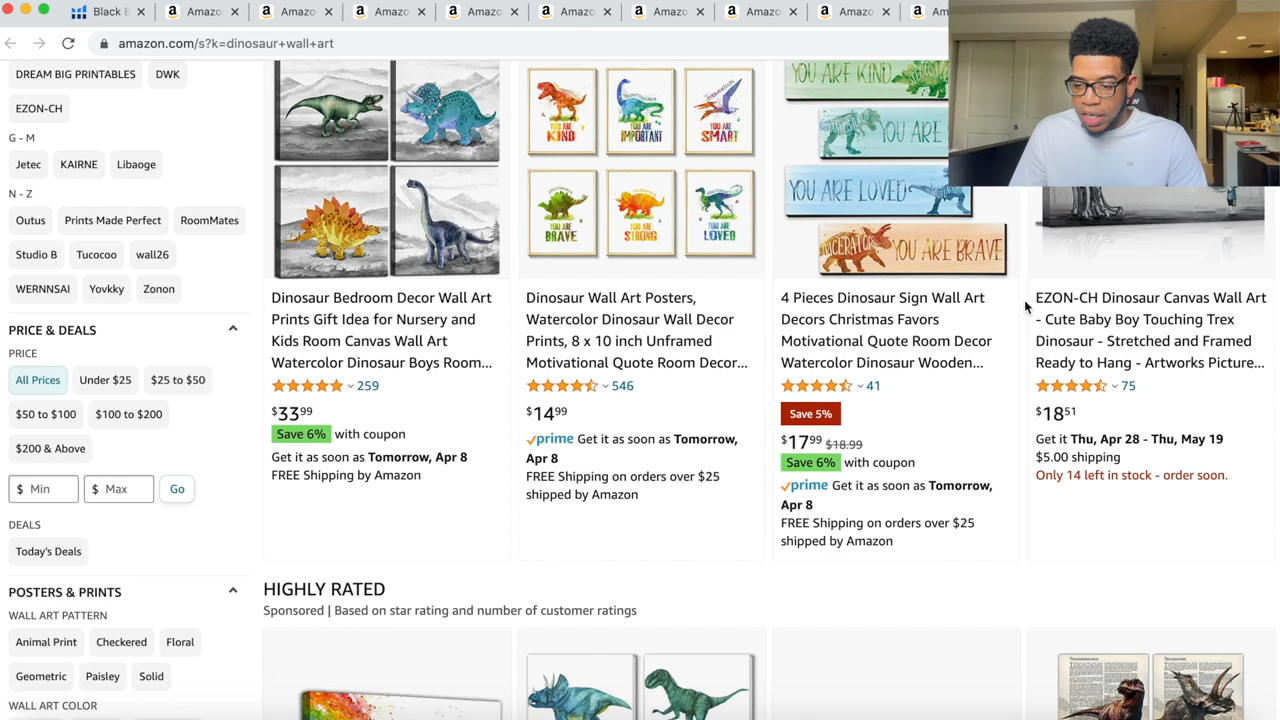 Black B
Amazo
Amazo
Amazo
Amazo
Amazo
Amazo
Amazo
Amazo
Am
amazon.com/s?k=dinosaur+wall+art
DREAM BIG PRINTABLES
DWK
EZON-CH
G - M
Jetec
KAIRNE
Libaoge
N - Z
Outus
Prints Made Perfect
RoomMates
Studio B
Tucocoo
wall26
WERNNSAI
Yovkky
Zonon
PRICE & DEALS
PRICE
All Prices
Under $25
$25 to $50
$50 to $100
$100 to $200
$200 & Above
$ Min
$ Max
Go
DEALS
Today's Deals
POSTERS & PRINTS
WALL ART PATTERN
Animal Print
Checkered
Floral
Geometric
Paisley
Solid
WALL ART COLOR
YOU ARE
KIND
YOU ARE
IMPORTANT
YOU ARE
SMART
YOU ARE
BRAVE
YOU ARE
STRONG
YOU ARE
LOVED
YOU ARE KIND
YOU ARE
YOU ARE LOVED
YOU ARE BRAVE
Dinosaur Bedroom Decor Wall Art
Prints Gift Idea for Nursery and
Kids Room Canvas Wall Art
Watercolor Dinosaur Boys Room...
259
$33.99
Save 6% with coupon
Get it as soon as Tomorrow, Apr 8
FREE Shipping by Amazon
Dinosaur Wall Art Posters,
Watercolor Dinosaur Wall Decor
Prints, 8 x 10 inch Unframed
Motivational Quote Room Decor...
546
$14.99
prime Get it as soon as Tomorrow,
Apr 8
FREE Shipping on orders over $25
shipped by Amazon
4 Pieces Dinosaur Sign Wall Art
Decors Christmas Favors
Motivational Quote Room Decor
Watercolor Dinosaur Wooden...
41
Save 5%
$17.99 $18.99
Save 6% with coupon
prime Get it as soon as Tomorrow,
Apr 8
FREE Shipping on orders over $25
shipped by Amazon
EZON-CH Dinosaur Canvas Wall Art
- Cute Baby Boy Touching Trex
Dinosaur - Stretched and Framed
Ready to Hang - Artworks Picture...
75
$18.51
Get it Thu, Apr 28 - Thu, May 19
$5.00 shipping
Only 14 left in stock - order soon.
HIGHLY RATED
Sponsored | Based on star rating and number of customer ratings